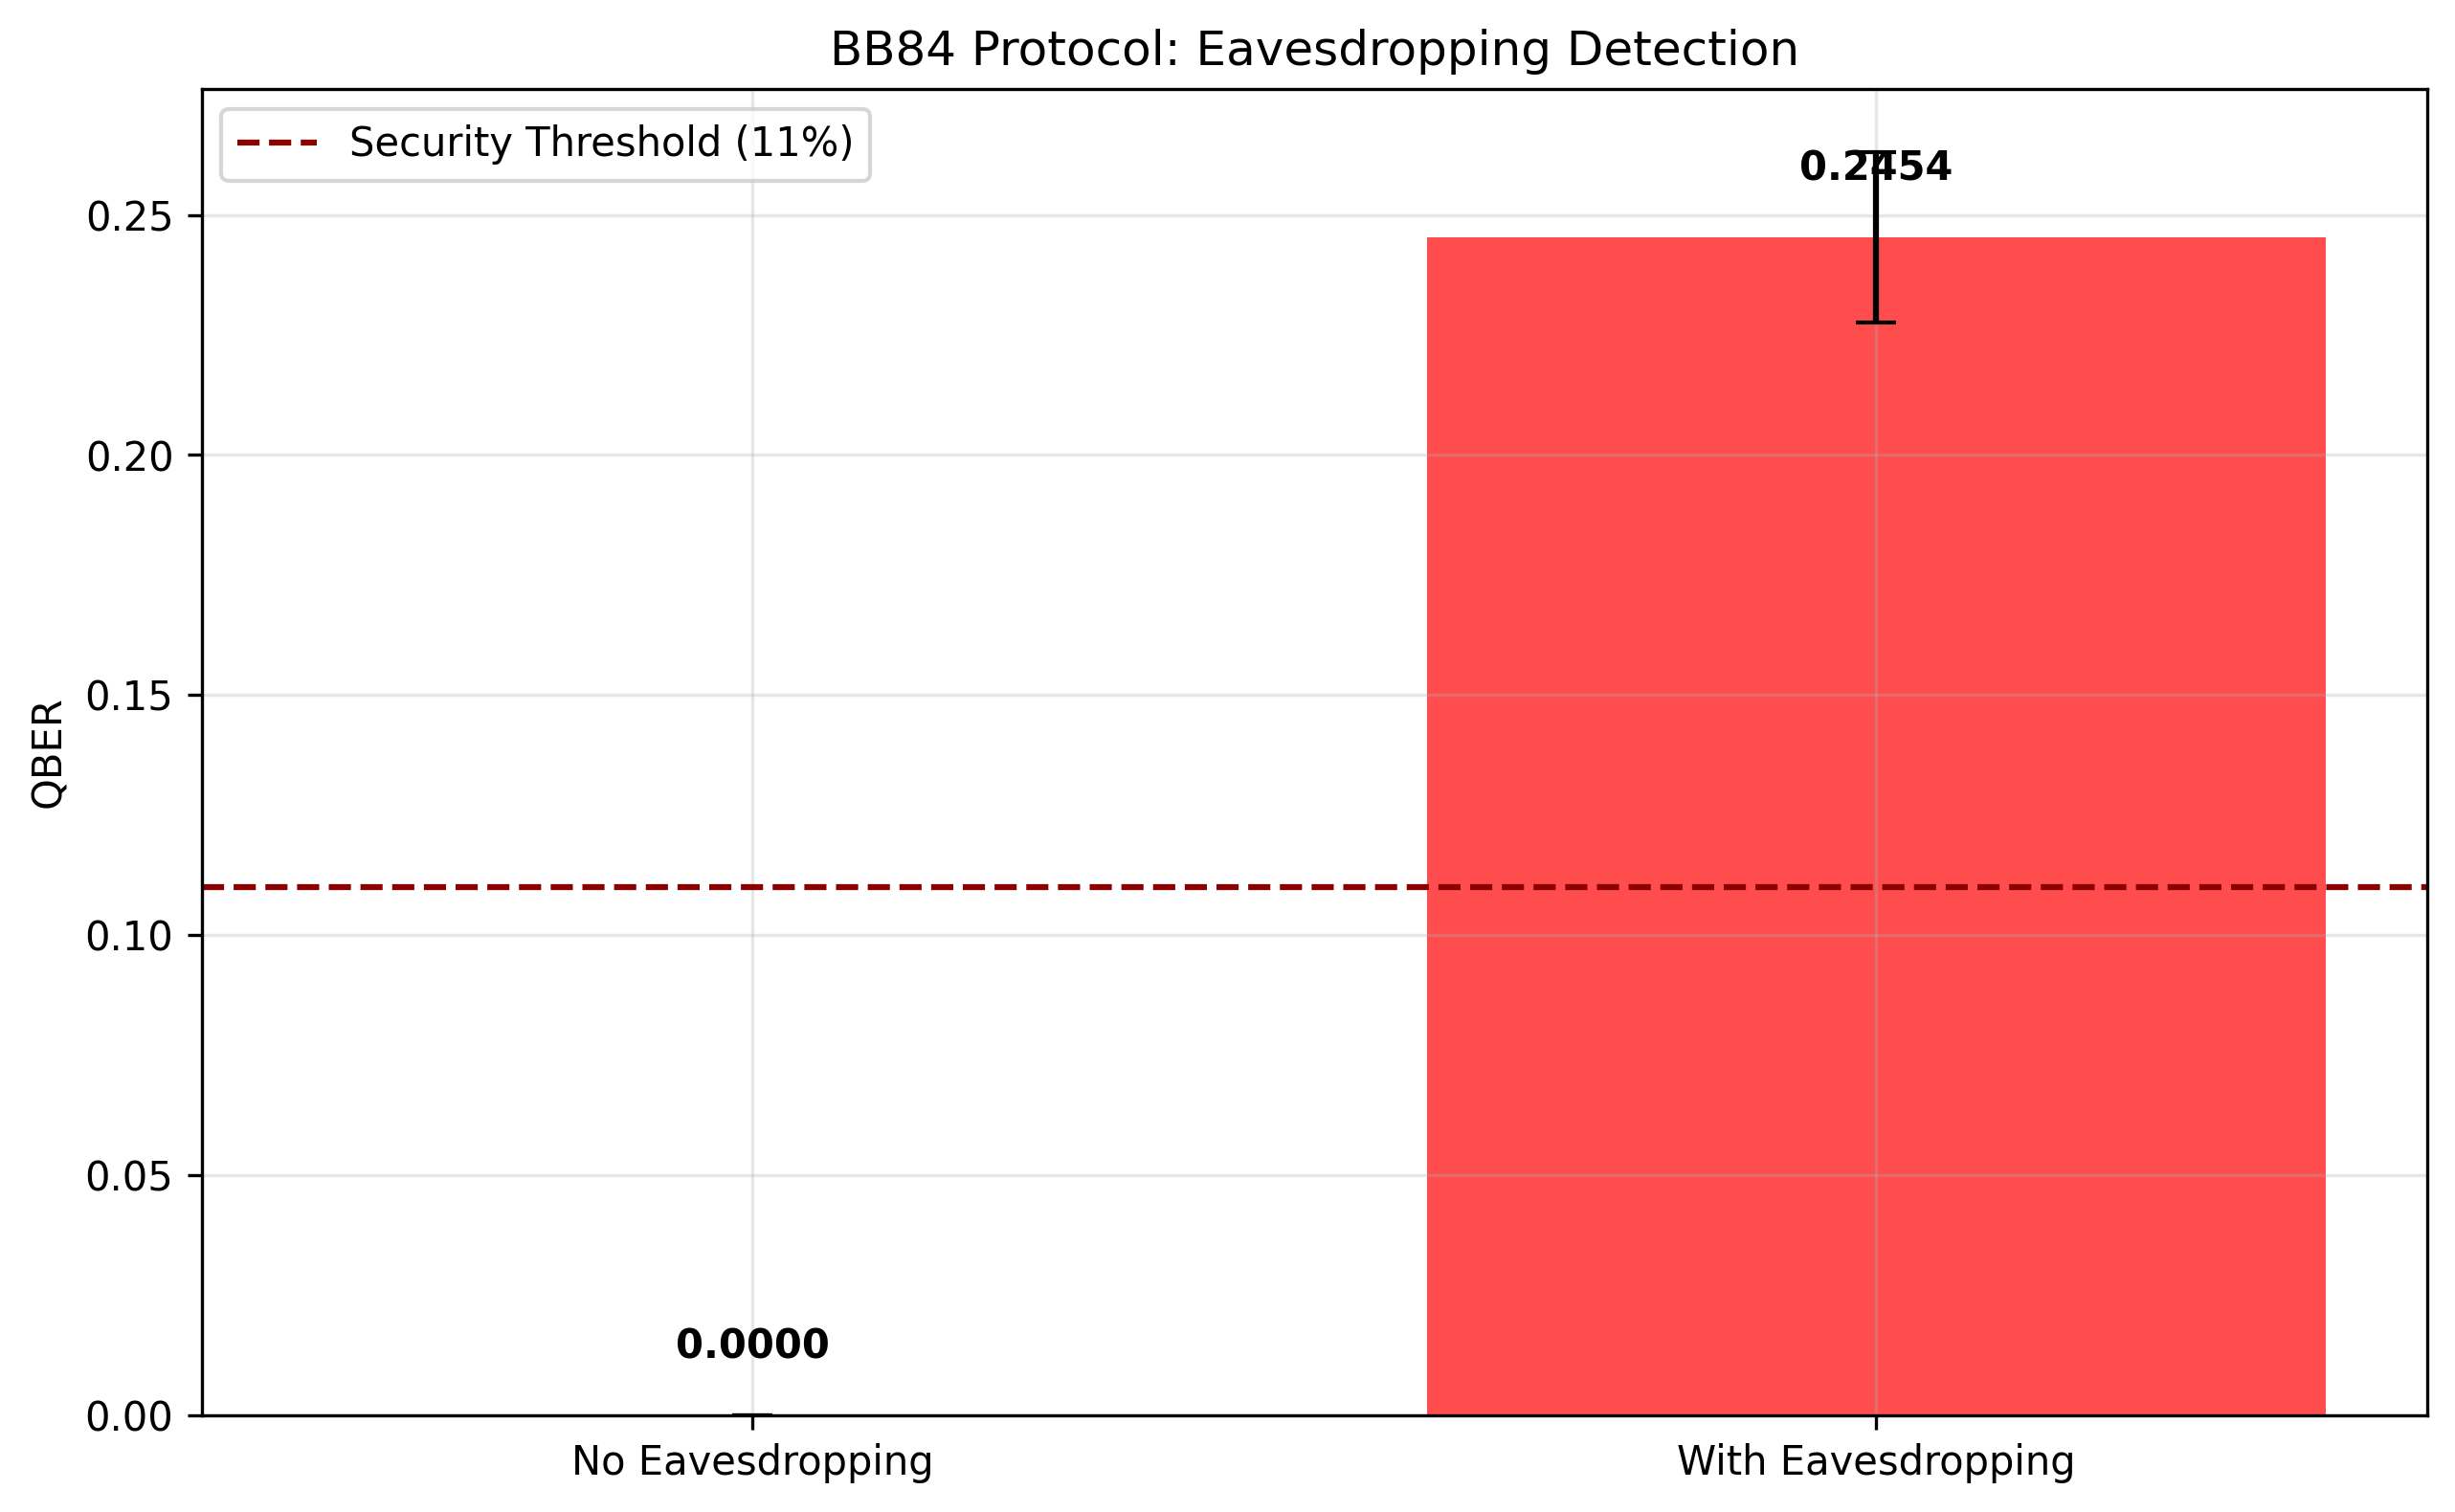 BB84 Protocol: Eavesdropping Detection
Security Threshold (11%)
0.2454
0.25
0.20
0.15
0.10
0.05
0.00
QBER
0.0000
No Eavesdropping
With Eavesdropping